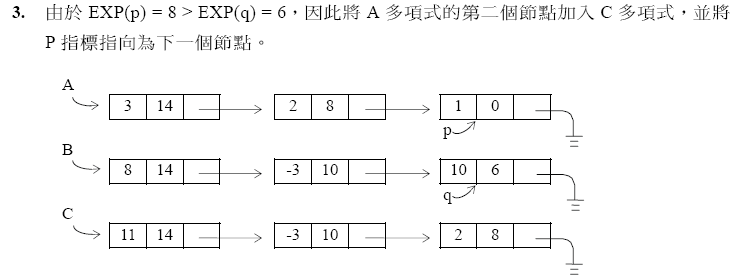 3. 由於 EXP(p) = 8 > EXP(q) = 6,因此將 A 多項式的第二個節點加入 C 多項式,並將
P 指標指向為下一個節點。
A
3 14 2 8 1 0
p
B
8 14 -3 10 10 6
q
C
11 14 -3 10 2 8